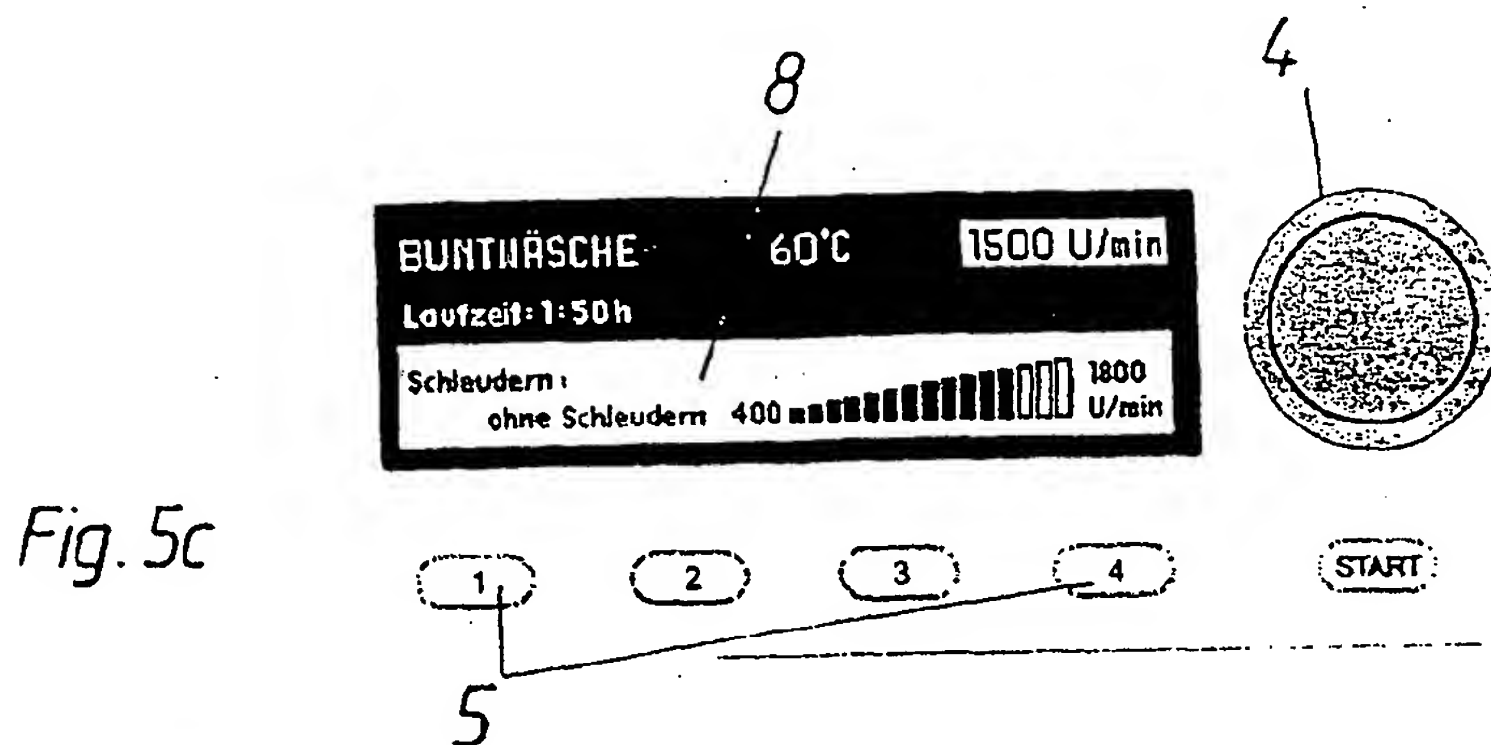 8
4
BUNTWÄSCHE 60°C 1500 U/min
Laufzeit: 1:50h
Schleudern:
ohne Schleudern 400 1800 U/min
Fig. 5c
1 2 3 4 START
5